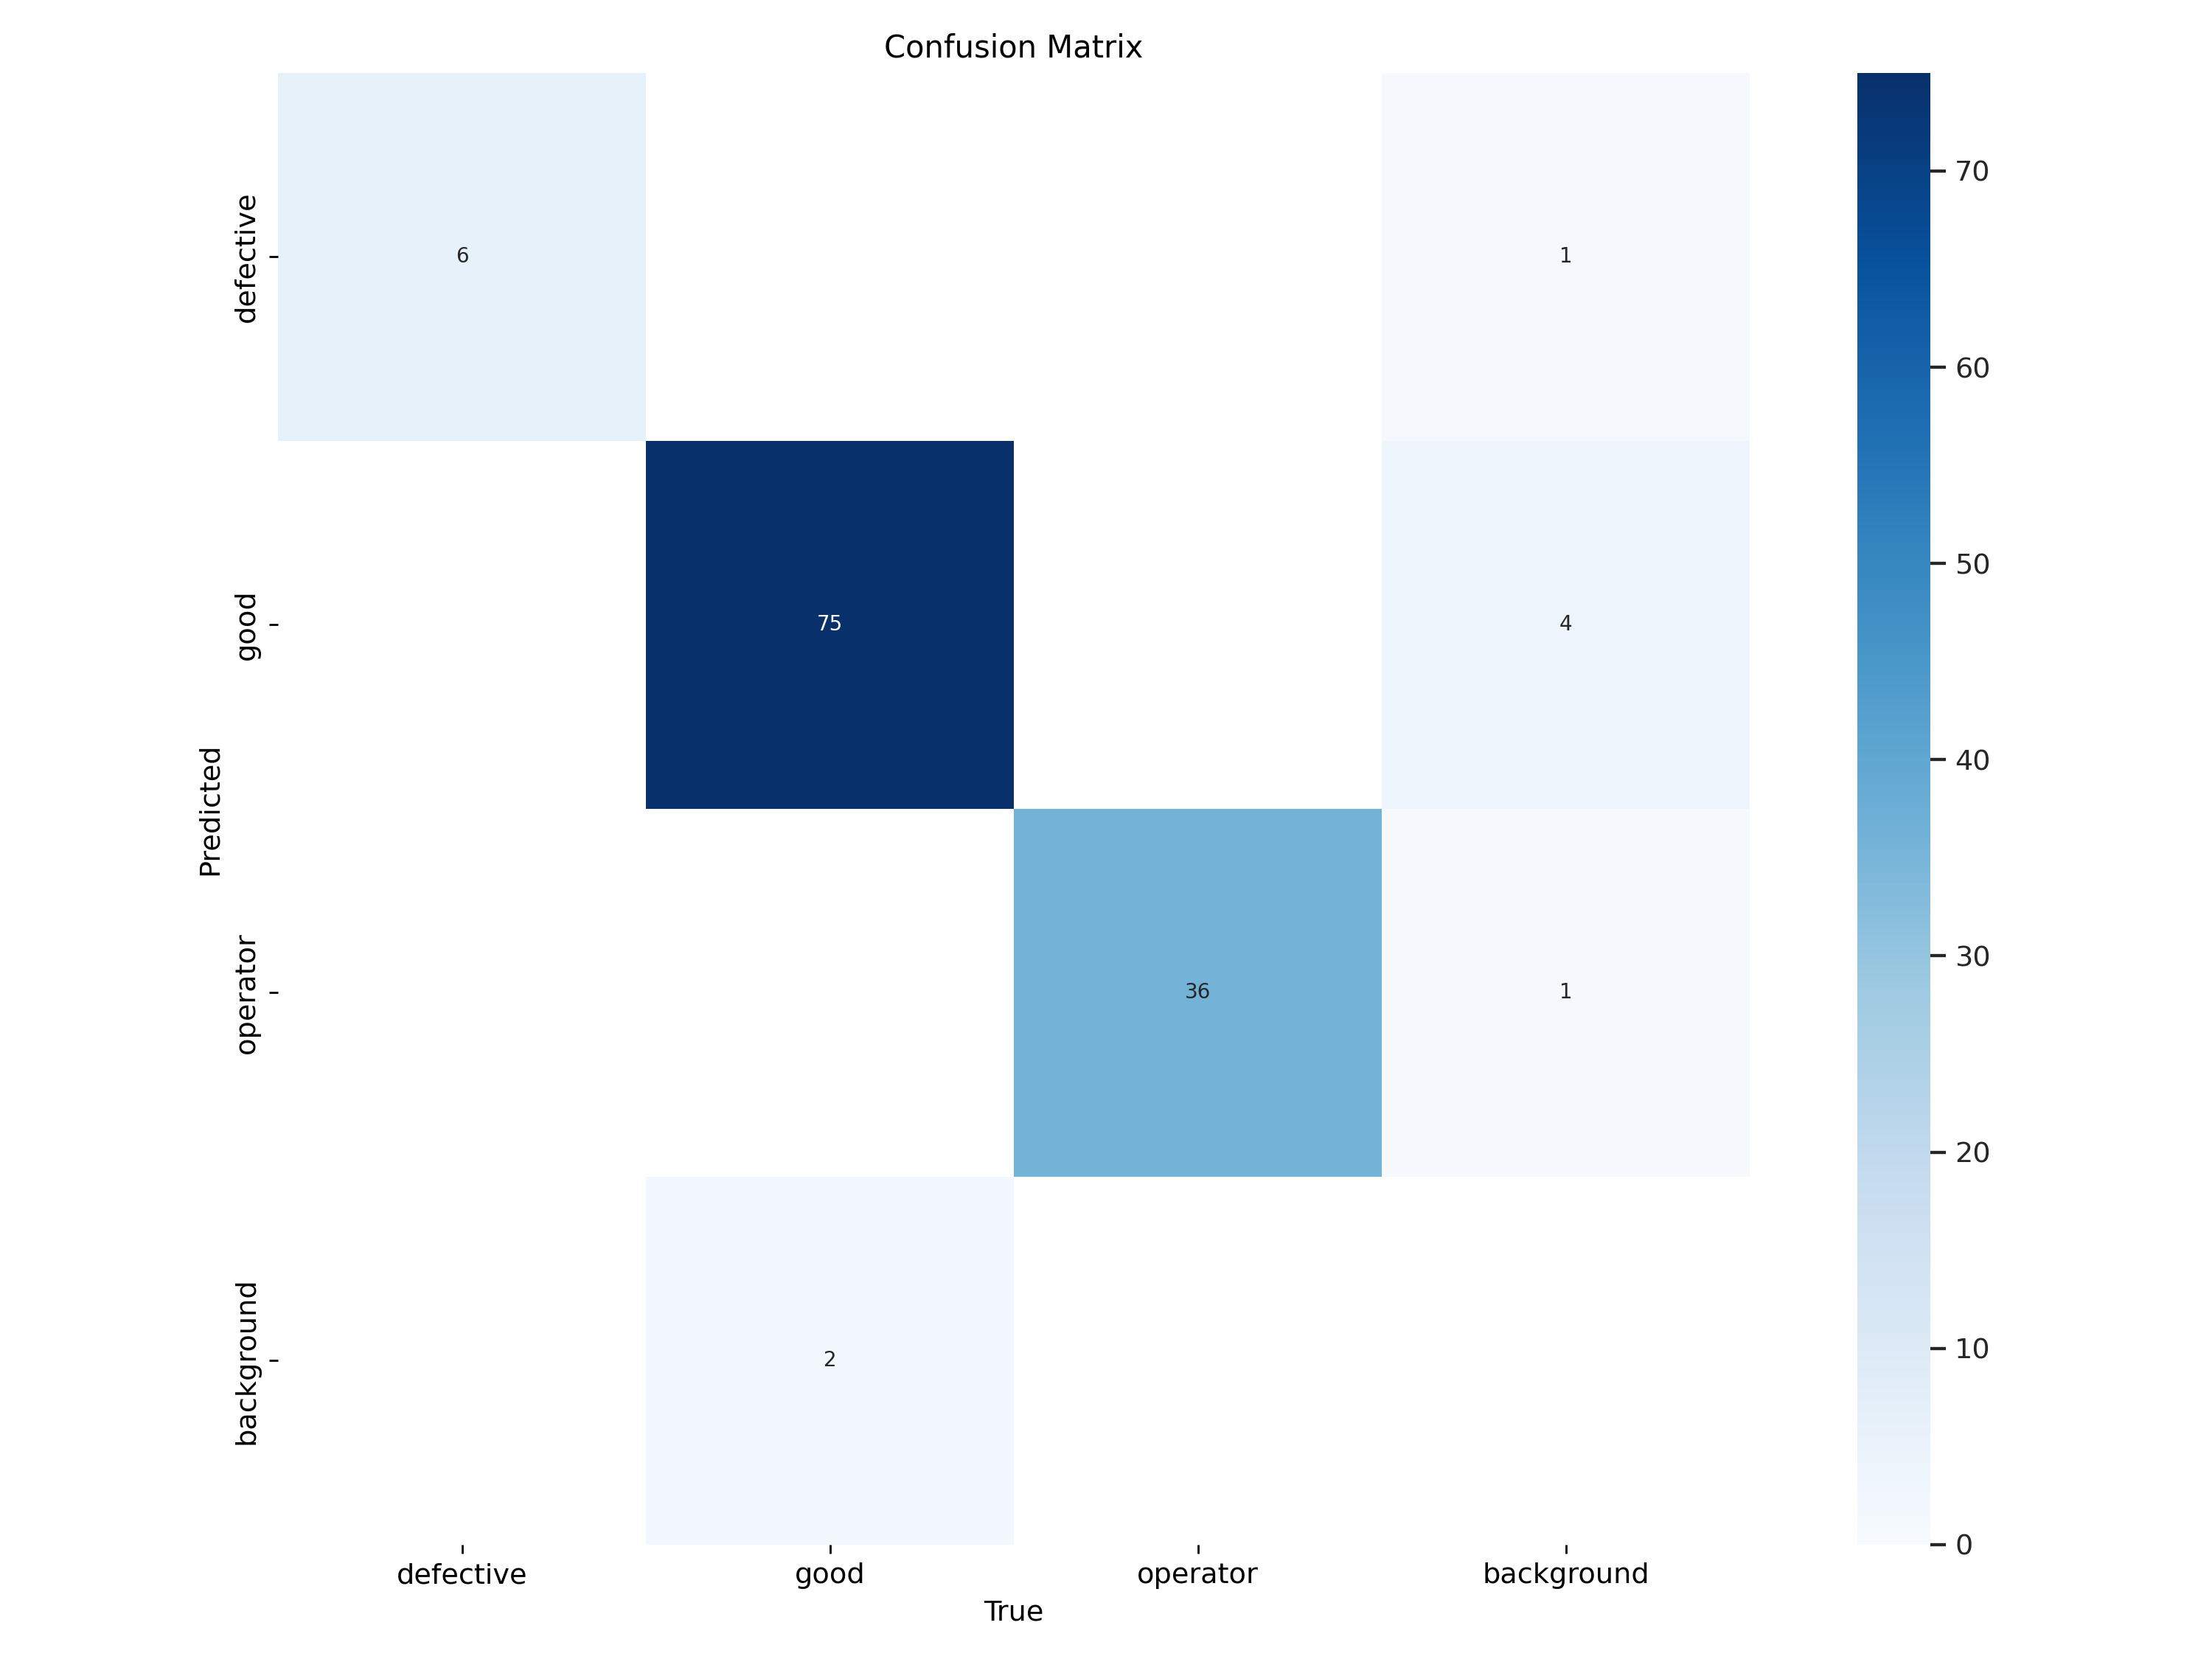 Confusion Matrix
defective
6
1
good
75
4
Predicted
operator
36
1
background
2
defective
good
operator
background
True
70
60
50
40
30
20
10
0